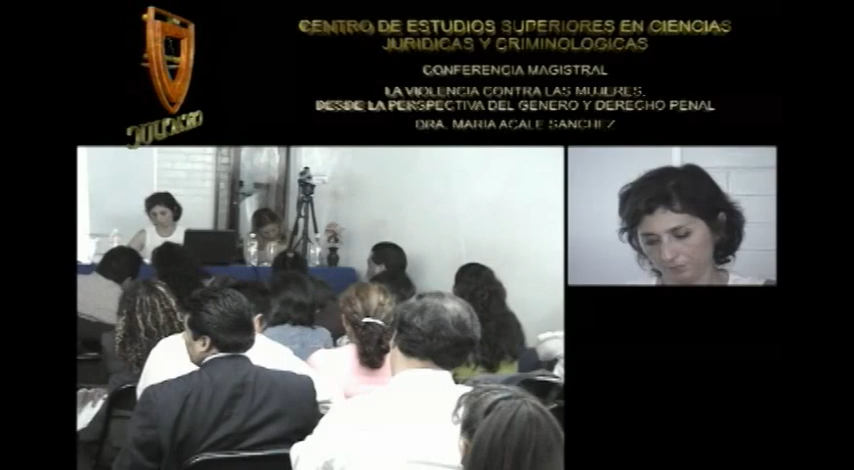 CENTRO DE ESTUDIOS SUPERIORES EN CIENCIAS
JURIDICAS Y CRIMINOLOGICAS
CONFERENCIA MAGISTRAL
LA VIOLENCIA CONTRA LAS MUJERES.
DESDE LA PERSPECTIVA DEL GENERO Y DERECHO PENAL
DRA. MARIA ACALE SANCHEZ